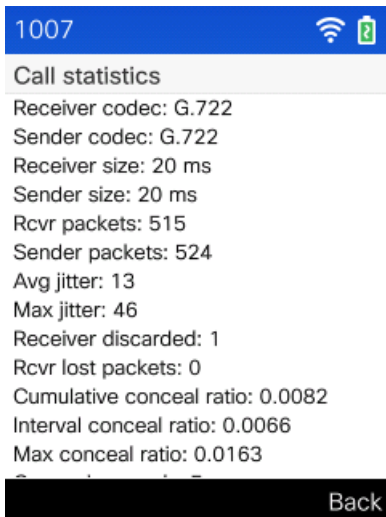 1007
Call statistics
Receiver codec: G.722
Sender codec: G.722
Receiver size: 20 ms
Sender size: 20 ms
Rcvr packets: 515
Sender packets: 524
Avg jitter: 13
Max jitter: 46
Receiver discarded: 1
Rcvr lost packets: 0
Cumulative conceal ratio: 0.0082
Interval conceal ratio: 0.0066
Max conceal ratio: 0.0163
Back